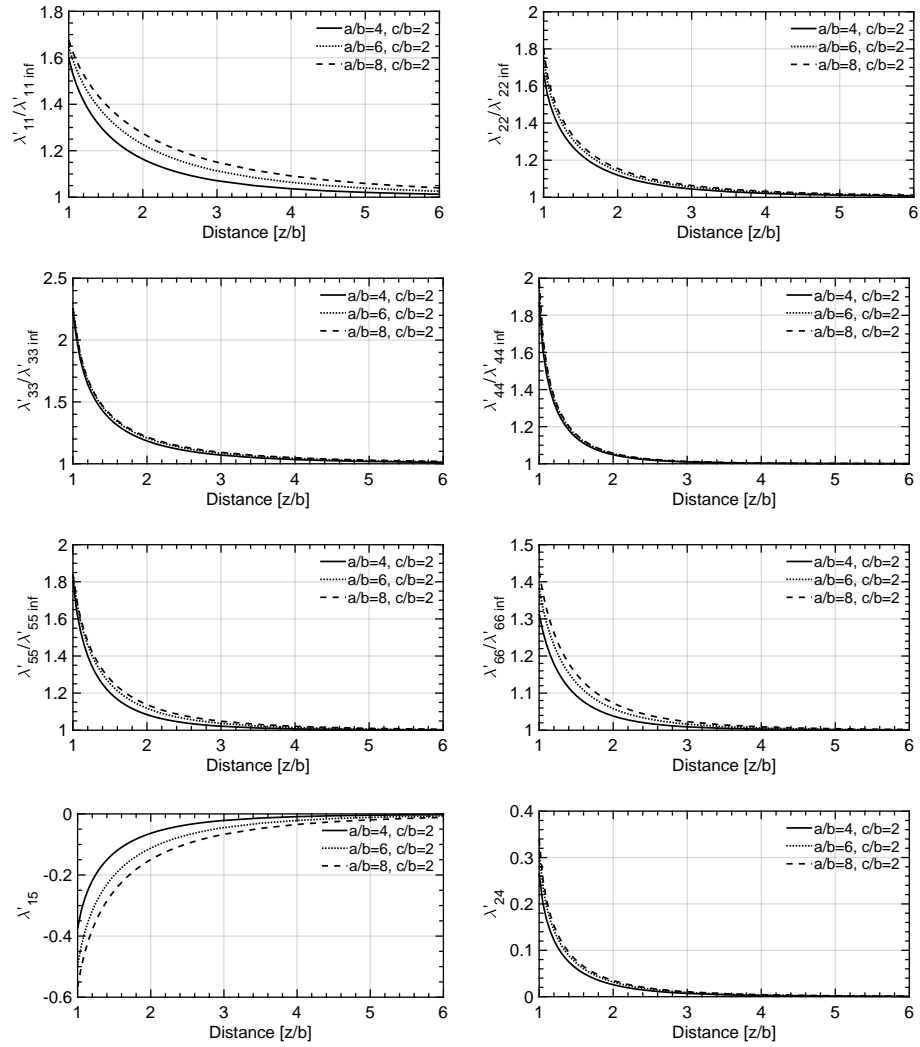 1.8
1.6
1.4
1.2
1
λ'11/λ'11 inf
a/b=4, c/b=2
a/b=6, c/b=2
a/b=8, c/b=2
1 2 3 4 5 6
Distance [z/b]
2
1.8
1.6
1.4
1.2
1
λ'22/λ'22 inf
a/b=4, c/b=2
a/b=6, c/b=2
a/b=8, c/b=2
1 2 3 4 5 6
Distance [z/b]
2.5
2
1.5
1
λ'33/λ'33 inf
a/b=4, c/b=2
a/b=6, c/b=2
a/b=8, c/b=2
1 2 3 4 5 6
Distance [z/b]
2
1.8
1.6
1.4
1.2
1
λ'44/λ'44 inf
a/b=4, c/b=2
a/b=6, c/b=2
a/b=8, c/b=2
1 2 3 4 5 6
Distance [z/b]
2
1.8
1.6
1.4
1.2
1
λ'55/λ'55 inf
a/b=4, c/b=2
a/b=6, c/b=2
a/b=8, c/b=2
1 2 3 4 5 6
Distance [z/b]
1.5
1.4
1.3
1.2
1.1
1
λ'66/λ'66 inf
a/b=4, c/b=2
a/b=6, c/b=2
a/b=8, c/b=2
1 2 3 4 5 6
Distance [z/b]
0
-0.2
-0.4
-0.6
λ'15
a/b=4, c/b=2
a/b=6, c/b=2
a/b=8, c/b=2
1 2 3 4 5 6
Distance [z/b]
0.4
0.3
0.2
0.1
0
λ'24
a/b=4, c/b=2
a/b=6, c/b=2
a/b=8, c/b=2
1 2 3 4 5 6
Distance [z/b]